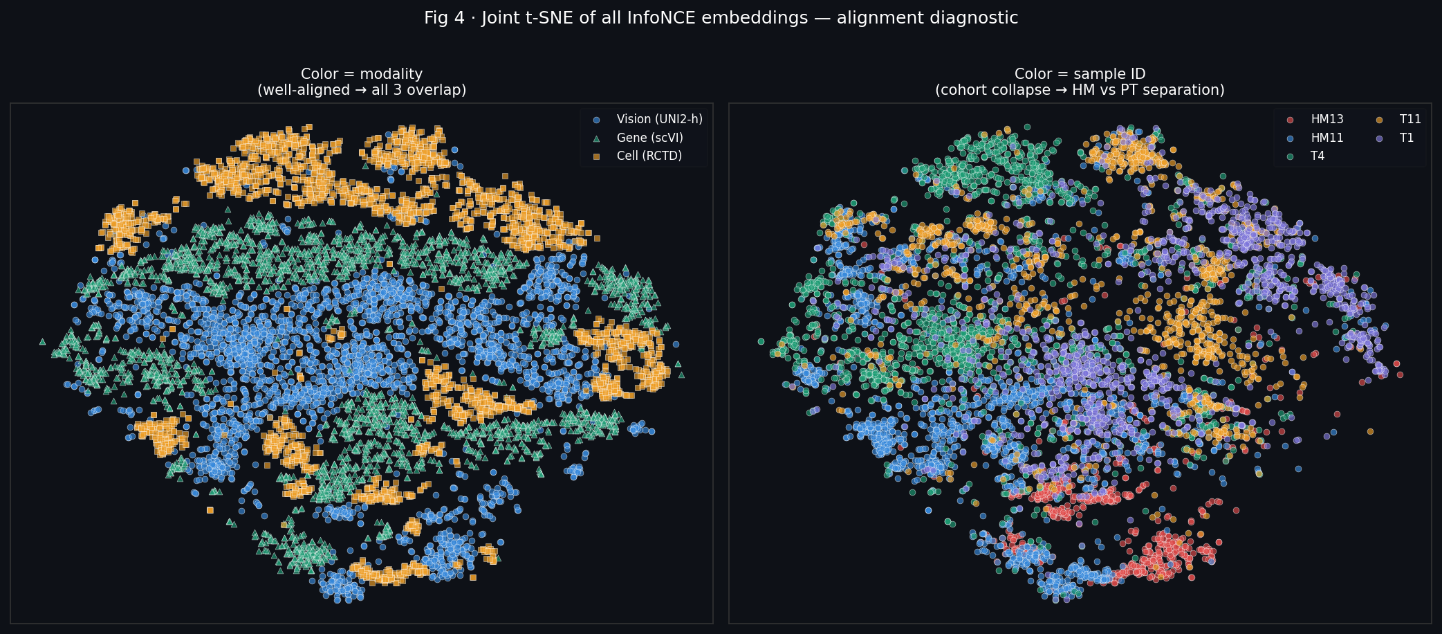 Fig 4 · Joint t-SNE of all InfoNCE embeddings — alignment diagnostic
Color = modality
(well-aligned → all 3 overlap)
Vision (UNI2-h)
Gene (scVI)
Cell (RCTD)
Color = sample ID
(cohort collapse → HM vs PT separation)
HM13
HM11
T4
T11
T1